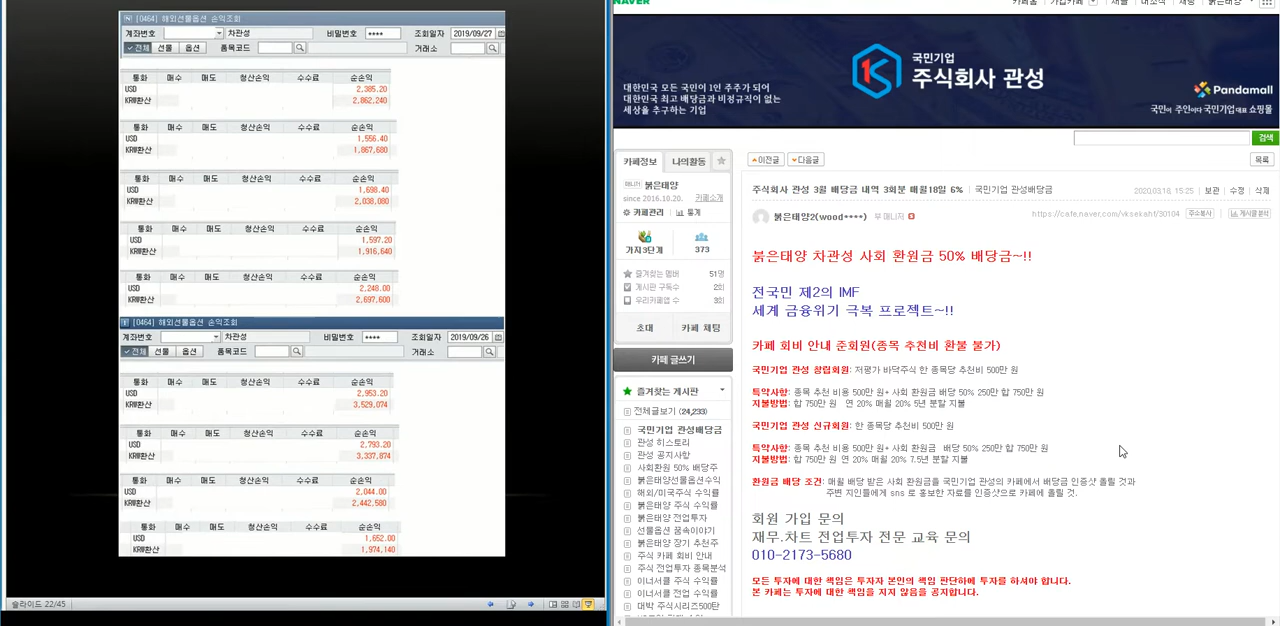 [0464] 해외선물옵션 손익조회
계좌번호 차관성 비밀번호 **** 조회일자 2019/09/27
전체 선물 옵션 품목코드 거래소
통화 매수 매도 청산손익 수수료 순손익
USD 2,385.20
KRW환산 2,862,240
통화 매수 매도 청산손익 수수료 순손익
USD 1,556.40
KRW환산 1,867,680
통화 매수 매도 청산손익 수수료 순손익
USD 1,698.40
KRW환산 2,038,080
통화 매수 매도 청산손익 수수료 순손익
USD 1,597.20
KRW환산 1,916,640
통화 매수 매도 청산손익 수수료 순손익
USD 2,248.00
KRW환산 2,697,600
[0464] 해외선물옵션 손익조회
계좌번호 차관성 비밀번호 **** 조회일자 2019/09/26
전체 선물 옵션 품목코드 거래소
통화 매수 매도 청산손익 수수료 순손익
USD 2,953.20
KRW환산 3,529,074
통화 매수 매도 청산손익 수수료 순손익
USD 2,793.20
KRW환산 3,337,874
통화 매수 매도 청산손익 수수료 순손익
USD 2,044.00
KRW환산 2,442,580
통화 매수 매도 청산손익 수수료 순손익
USD 1,652.00
KRW환산 1,974,140
슬라이드 22/45
NAVER
대한민국 모든 국민이 1인 주주가 되어
대한민국 최고 배당금과 비정규직이 없는
세상을 추구하는 기업
국민기업
주식회사 관성
Pandamall
국민이 주인이다 국민기업대표 쇼핑몰
검색
카페정보 나의활동
매니저 붉은태양
since 2016.10.20. 카페소개
카페관리 통계
가지3단계 373
즐겨찾는 멤버 51명
게시판 구독수 2회
우리카페앱 수 3회
초대 카페 채팅
카페 글쓰기
즐겨찾는 게시판
전체글보기 (24,233)
국민기업 관성배당금
관성 히스토리
관성 공지사항
사회환원 50% 배당주
붉은태양선물옵션수익
해외/미국주식 수익률
붉은태양 주식 수익률
붉은태양 전업투자
선물옵션 꿈속이야기
붉은태양 장기 추천주
주식 카페 회비 안내
주식 전업투자 종목분석
이너서클 주식 수익률
이너서클 전업 수익률
대박 주식시리즈500탄
이전글 다음글 목록
주식회사 관성 3월 배당금 내역 3회분 매월18일 6% 국민기업 관성배당금 2020.03.18. 15:25 보관 수정 삭제
붉은태양2(wood****) 부매니저 https://cafe.naver.com/vksekahf/30104 주소복사 게시글 분석
붉은태양 차관성 사회 환원금 50% 배당금~!!
전국민 제2의 IMF
세계 금융위기 극복 프로젝트~!!
카페 회비 안내 준회원(종목 추천비 환불 불가)
국민기업 관성 창립회원: 저평가 바닥주식 한 종목당 추천비 500만 원
특약사항: 종목 추천 비용 500만 원+ 사회 환원금 배당 50% 250만 합 750만 원
지불방법: 합 750만 원 연 20% 매월 20% 5년 분할 지불
국민기업 관성 신규회원: 한 종목당 추천비 500만 원
특약사항: 종목 추천 비용 500만 원+ 사회 환원금 배당 50% 250만 합 750만 원
지불방법: 합 750만 원 연 20% 매월 20% 7.5년 분할 지불
환원금 배당 조건: 매월 배당 받은 사회 환원금을 국민기업 관성의 카페에서 배당금 인증샷 올릴 것과
주변 지인들에게 sns 로 홍보한 자료를 인증샷으로 카페에 올릴 것.
회원 가입 문의
재무.차트 전업투자 전문 교육 문의
010-2173-5680
모든 투자에 대한 책임은 투자자 본인의 책임 판단하에 투자를 하셔야 합니다.
본 카페는 투자에 대한 책임을 지지 않음을 공지합니다.